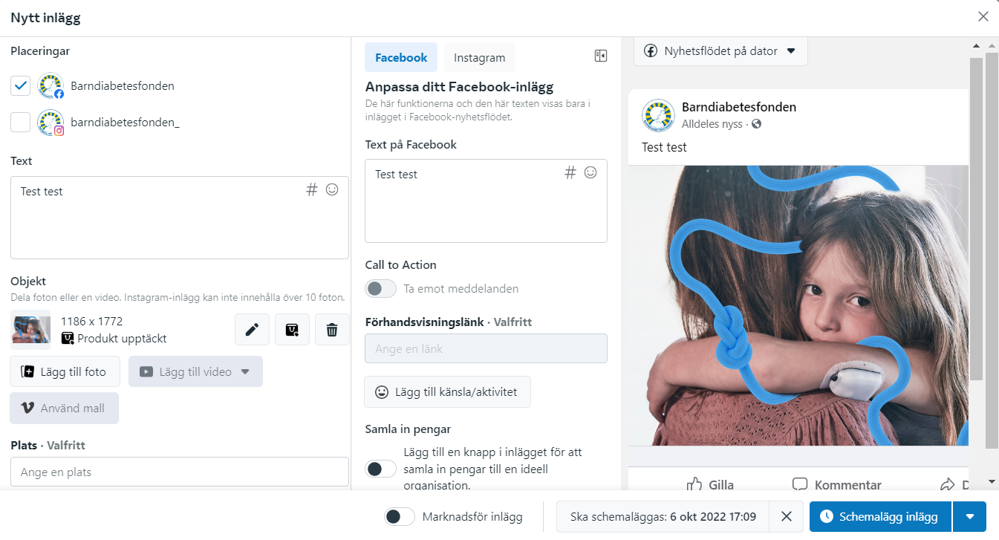 Nytt inlägg
Placeringar
Barndiabetesfonden
barndiabetesfonden_
Text
Test test
Objekt
Dela foton eller en video. Instagram-inlägg kan inte innehålla över 10 foton.
1186 x 1772
Produkt upptäckt
Lägg till foto
Lägg till video
Använd mall
Plats · Valfritt
Ange en plats
Facebook
Instagram
Anpassa ditt Facebook-inlägg
De här funktionerna och den här texten visas bara i
inlägget i Facebook-nyhetsflödet.
Text på Facebook
Test test
Call to Action
Ta emot meddelanden
Förhandsvisningslänk · Valfritt
Ange en länk
Lägg till känsla/aktivitet
Samla in pengar
Lägg till en knapp i inlägget för att
samla in pengar till en ideell
organisation.
Nyhetsflödet på dator
Barndiabetesfonden
Alldeles nyss ·
Test test
Gilla
Kommentar
D
Marknadsför inlägg
Ska schemaläggas: 6 okt 2022 17:09
Schemalägg inlägg